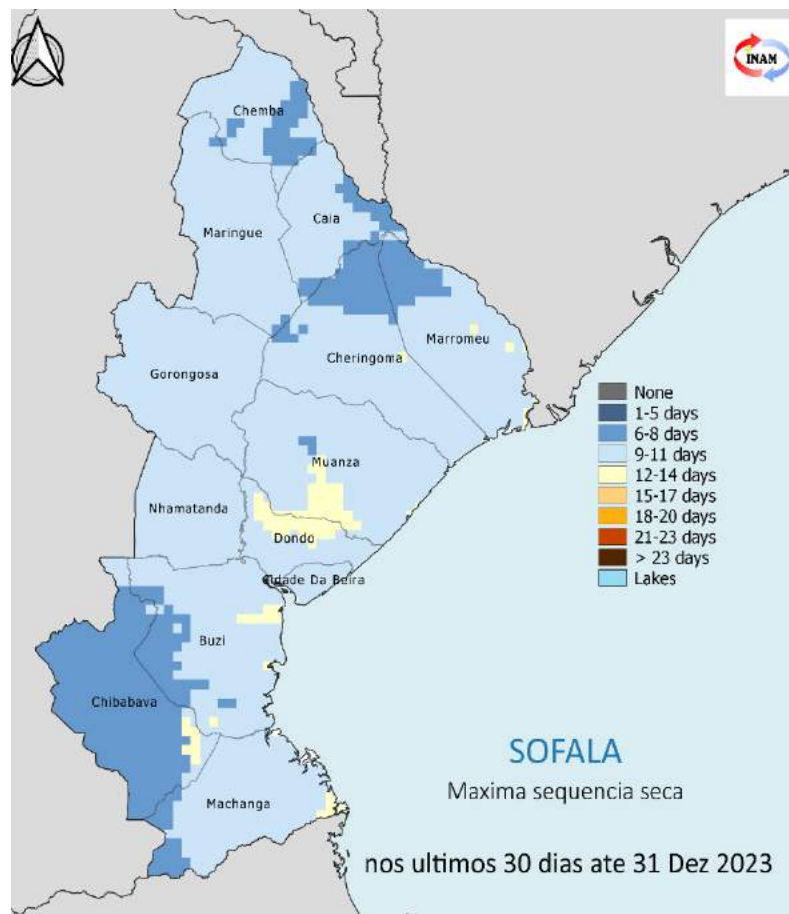 INAM
Chemba
Caia
Maringue
Marromeu
Cheringoma
Gorongosa
None
1-5 days
6-8 days
9-11 days
12-14 days
15-17 days
18-20 days
21-23 days
> 23 days
Lakes
Muanza
Nhamatanda
Dondo
Cidade Da Beira
Buzi
Chibabava
Machanga
SOFALA
Maxima sequencia seca
nos ultimos 30 dias ate 31 Dez 2023